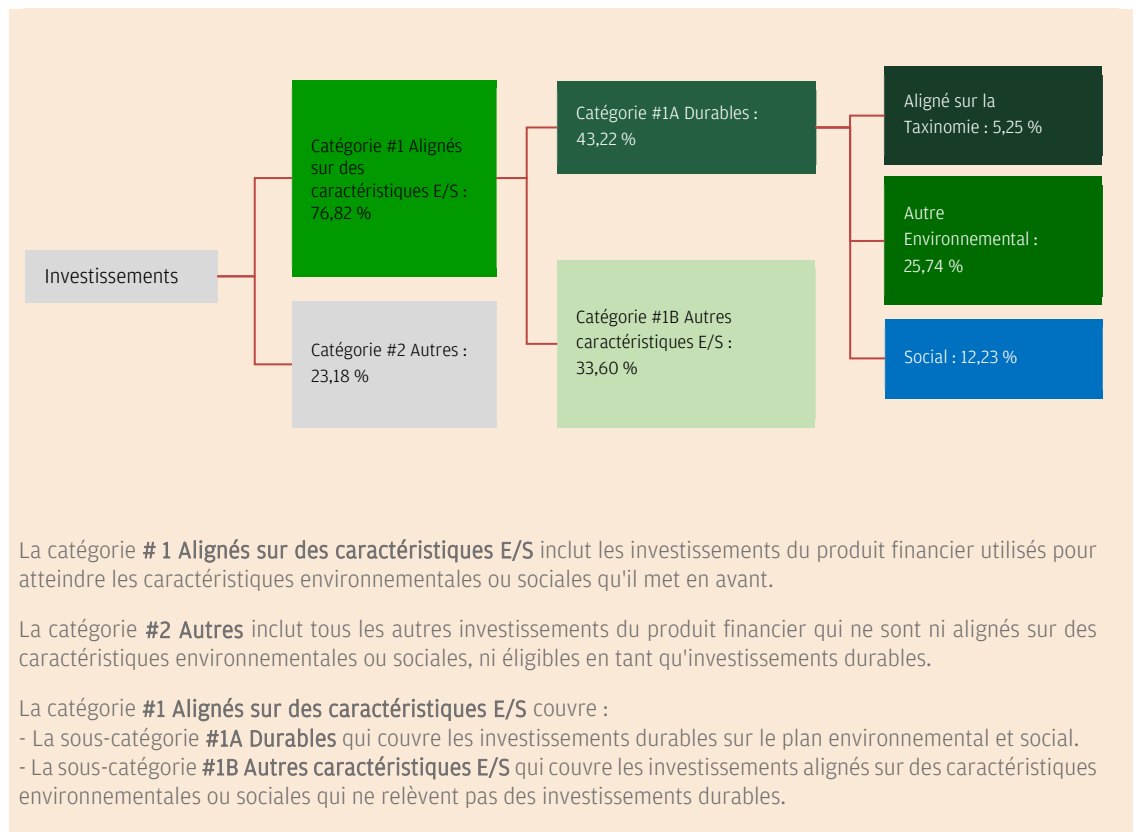 Investissements
Catégorie #1 Alignés
sur des
caractéristiques E/S :
76,82 %
Catégorie #2 Autres :
23,18 %
Catégorie #1A Durables :
43,22 %
Catégorie #1B Autres
caractéristiques E/S :
33,60 %
Aligné sur la
Taxinomie : 5,25 %
Autre
Environnemental :
25,74 %
Social : 12,23 %
La catégorie # 1 Alignés sur des caractéristiques E/S inclut les investissements du produit financier utilisés pour
atteindre les caractéristiques environnementales ou sociales qu'il met en avant.
La catégorie #2 Autres inclut tous les autres investissements du produit financier qui ne sont ni alignés sur des
caractéristiques environnementales ou sociales, ni éligibles en tant qu'investissements durables.
La catégorie #1 Alignés sur des caractéristiques E/S couvre :
- La sous-catégorie #1A Durables qui couvre les investissements durables sur le plan environnemental et social.
- La sous-catégorie #1B Autres caractéristiques E/S qui couvre les investissements alignés sur des caractéristiques
environnementales ou sociales qui ne relèvent pas des investissements durables.